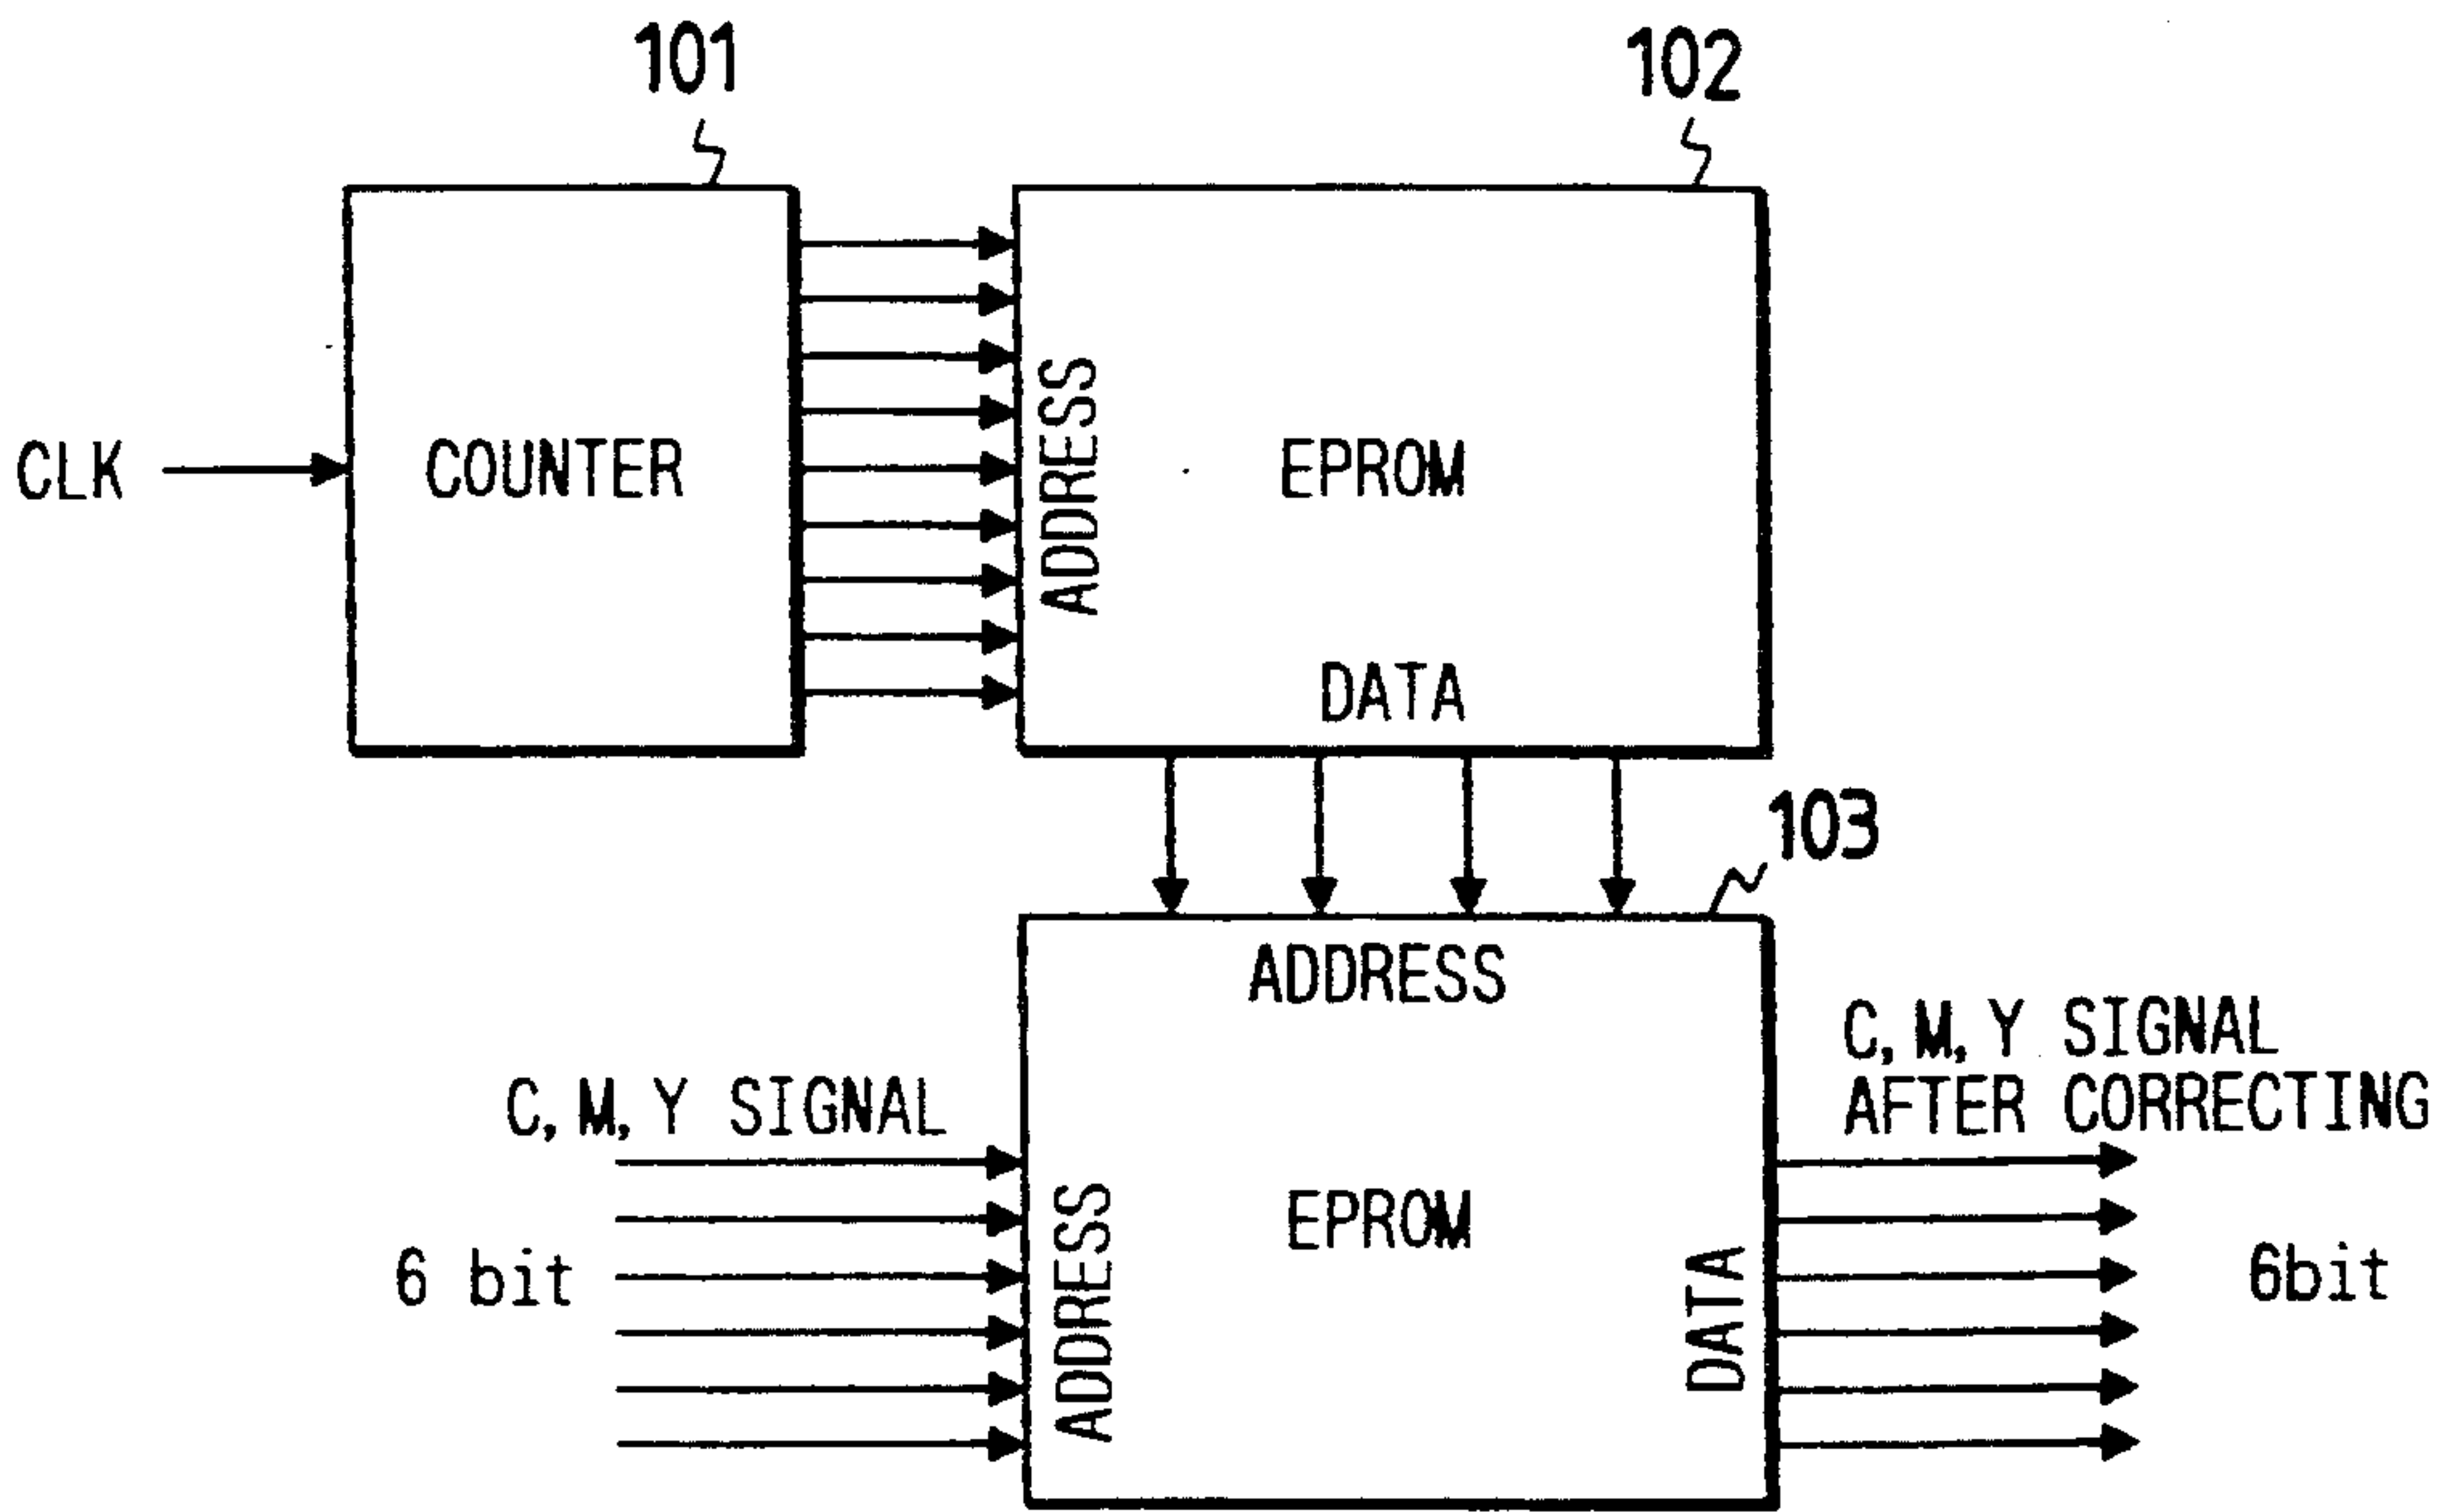 101
102
CLK
COUNTER
ADDRESS
EPROM
DATA
103
ADDRESS
C, M, Y SIGNAL
C, M, Y SIGNAL
AFTER CORRECTING
6 bit
ADDRESS
EPROM
DATA
6bit